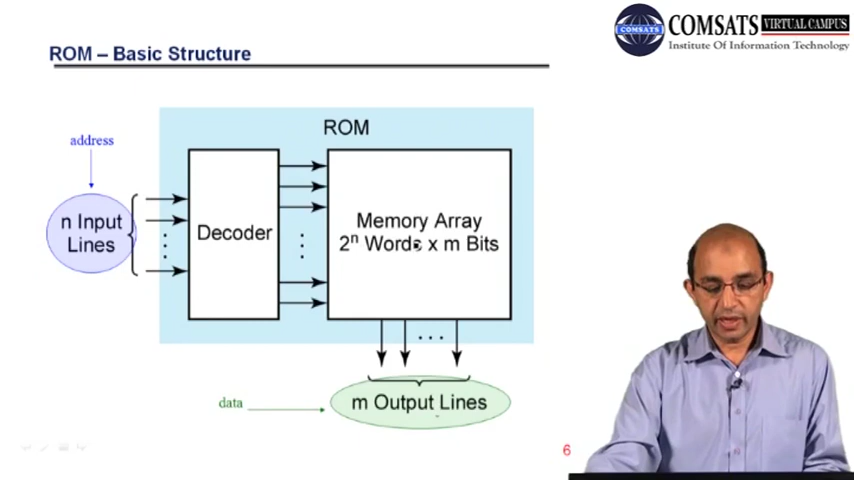 COMSATS VIRTUAL CAMPUS
Institute Of Information Technology
COMSATS
ROM – Basic Structure
ROM
address
n Input
Lines
Decoder
Memory Array
2ⁿ Words x m Bits
data
m Output Lines
6